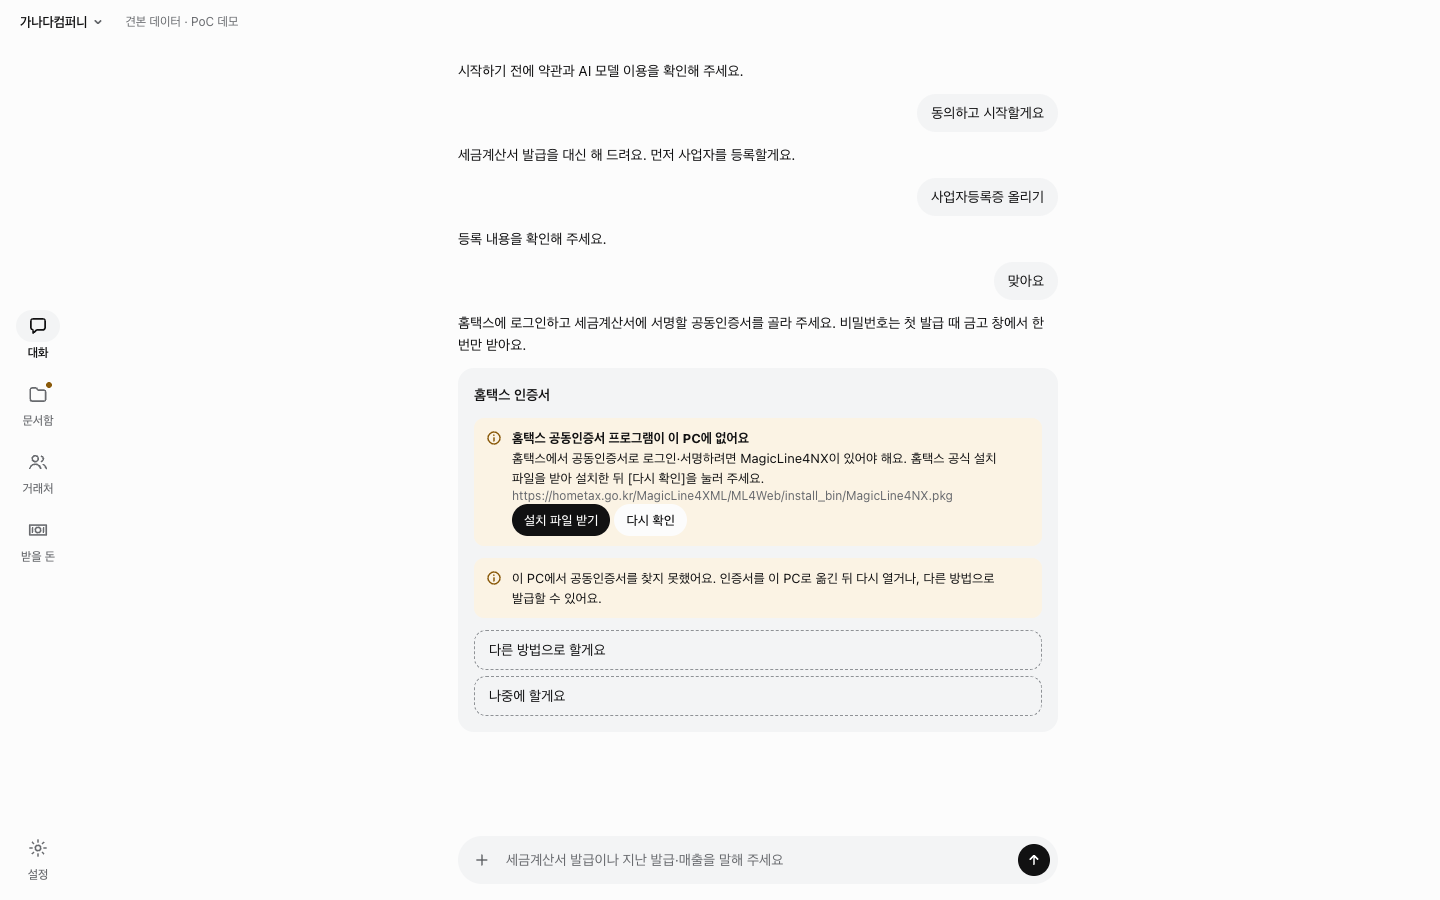 가나다컴퍼니
견본 데이터 · PoC 데모
시작하기 전에 약관과 AI 모델 이용을 확인해 주세요.
동의하고 시작할게요
세금계산서 발급을 대신 해 드려요. 먼저 사업자를 등록할게요.
사업자등록증 올리기
등록 내용을 확인해 주세요.
맞아요
홈택스에 로그인하고 세금계산서에 서명할 공동인증서를 골라 주세요. 비밀번호는 첫 발급 때 금고 창에서 한
번만 받아요.
홈택스 인증서
홈택스 공동인증서 프로그램이 이 PC에 없어요
홈택스에서 공동인증서로 로그인·서명하려면 MagicLine4NX이 있어야 해요. 홈택스 공식 설치
파일을 받아 설치한 뒤 [다시 확인]을 눌러 주세요.
https://hometax.go.kr/MagicLine4XML/ML4Web/install_bin/MagicLine4NX.pkg
설치 파일 받기
다시 확인
이 PC에서 공동인증서를 찾지 못했어요. 인증서를 이 PC로 옮긴 뒤 다시 열거나, 다른 방법으로
발급할 수 있어요.
다른 방법으로 할게요
나중에 할게요
대화
문서함
거래처
받을 돈
설정
세금계산서 발급이나 지난 발급·매출을 말해 주세요